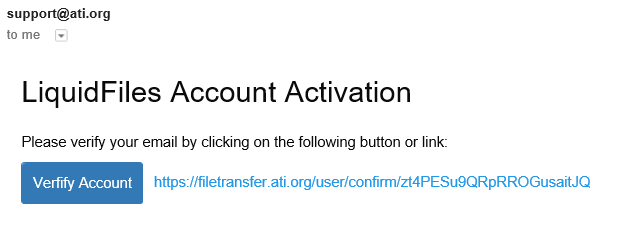 support@ati.org
to me
LiquidFiles Account Activation
Please verify your email by clicking on the following button or link:
Verfify Account https://filetransfer.ati.org/user/confirm/zt4PESu9QRpRROGusaitJQ